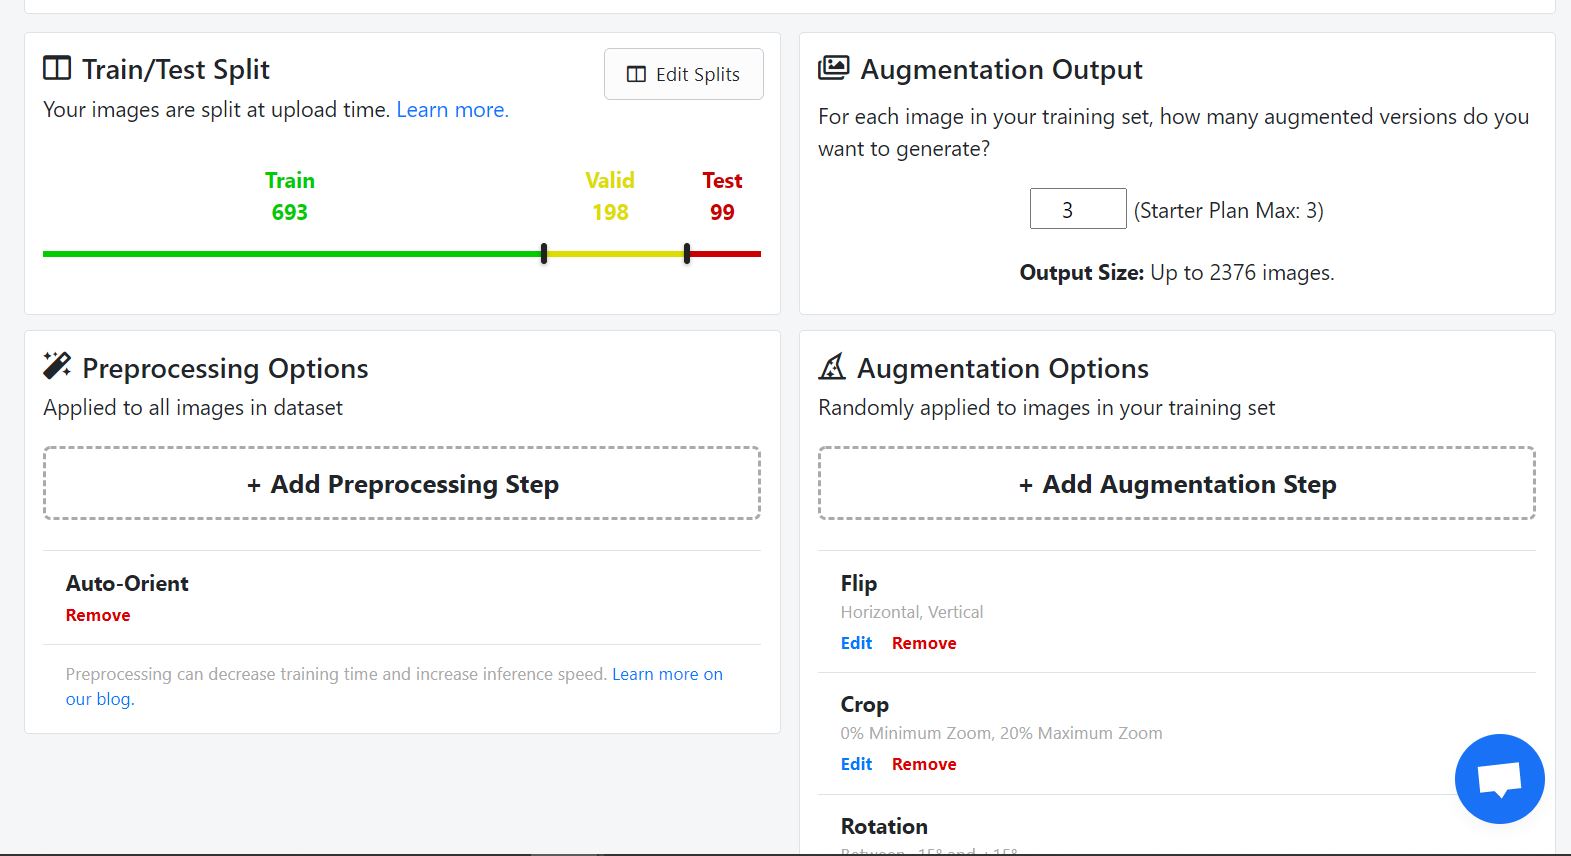 Train/Test Split
Edit Splits
Your images are split at upload time. Learn more.
Train
693
Valid
198
Test
99
Augmentation Output
For each image in your training set, how many augmented versions do you
want to generate?
3 (Starter Plan Max: 3)
Output Size: Up to 2376 images.
Preprocessing Options
Applied to all images in dataset
+ Add Preprocessing Step
Auto-Orient
Remove
Preprocessing can decrease training time and increase inference speed. Learn more on
our blog.
Augmentation Options
Randomly applied to images in your training set
+ Add Augmentation Step
Flip
Horizontal, Vertical
Edit Remove
Crop
0% Minimum Zoom, 20% Maximum Zoom
Edit Remove
Rotation
Between -15° and +15°